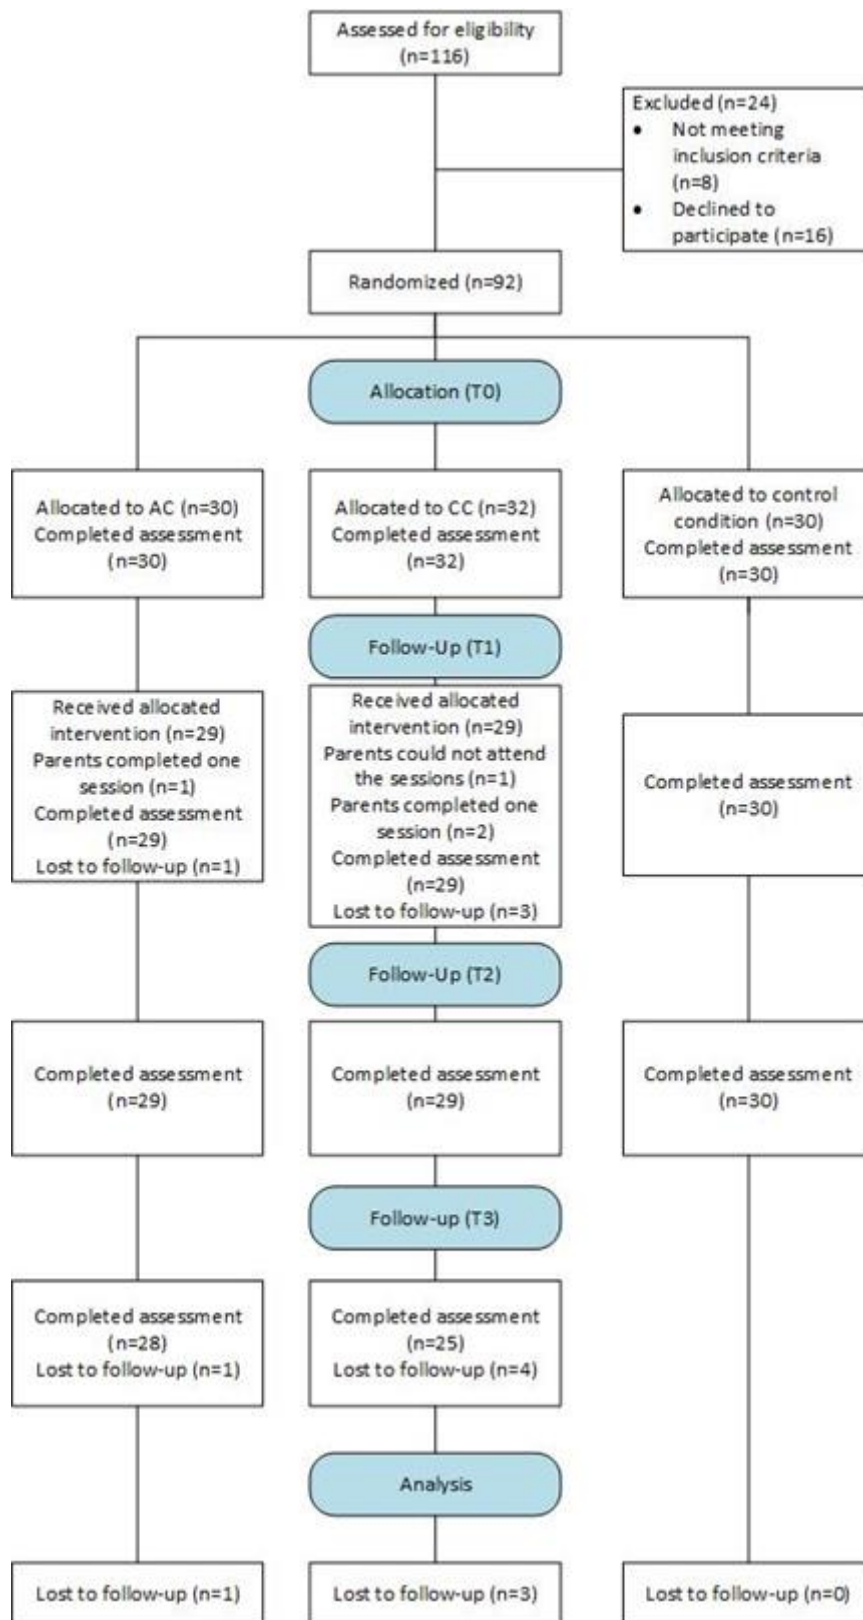 Assessed for eligibility
(n=116)
Excluded (n=24)
• Not meeting
inclusion criteria
(n=8)
• Declined to
participate (n=16)
Randomized (n=92)
Allocation (T0)
Allocated to AC (n=30)
Completed assessment
(n=30)
Allocated to CC (n=32)
Completed assessment
(n=32)
Allocated to control
condition (n=30)
Completed assessment
(n=30)
Follow-Up (T1)
Received allocated
intervention (n=29)
Parents completed one
session (n=1)
Completed assessment
(n=29)
Lost to follow-up (n=1)
Received allocated
intervention (n=29)
Parents could not attend
the sessions (n=1)
Parents completed one
session (n=2)
Completed assessment
(n=29)
Lost to follow-up (n=3)
Completed assessment
(n=30)
Follow-Up (T2)
Completed assessment
(n=29)
Completed assessment
(n=29)
Completed assessment
(n=30)
Follow-up (T3)
Completed assessment
(n=28)
Lost to follow-up (n=1)
Completed assessment
(n=25)
Lost to follow-up (n=4)
Analysis
Lost to follow-up (n=1)
Lost to follow-up (n=3)
Lost to follow-up (n=0)